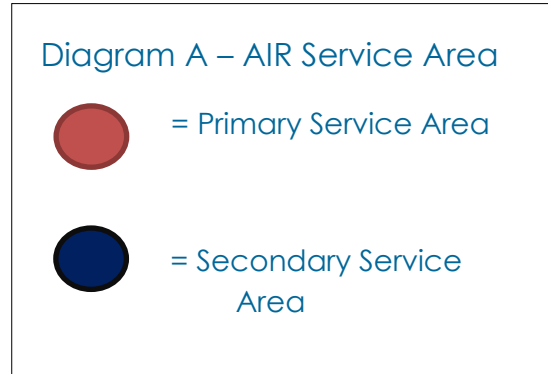 Diagram A – AIR Service Area
= Primary Service Area
= Secondary Service
Area